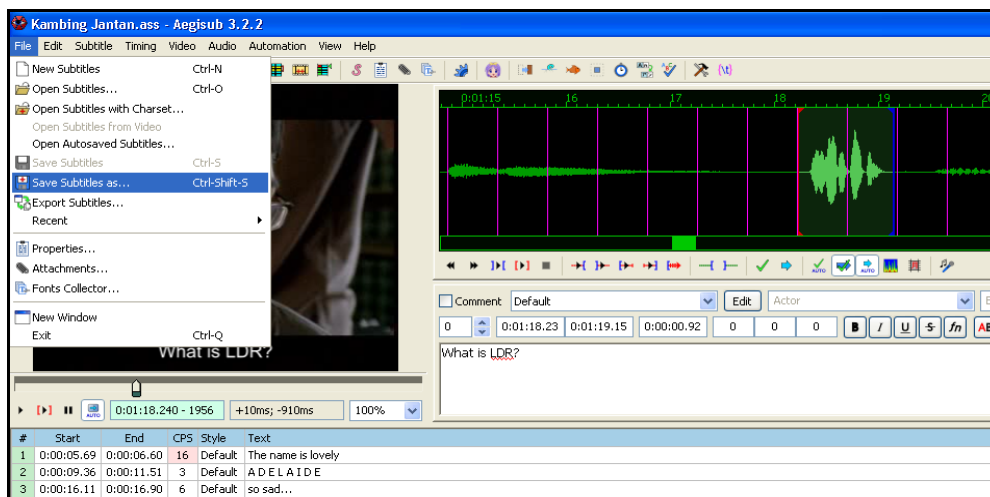 Kambing Jantan.ass - Aegisub 3.2.2
File Edit Subtitle Timing Video Audio Automation View Help
New Subtitles Ctrl-N
Open Subtitles... Ctrl-O
Open Subtitles with Charset...
Open Subtitles from Video
Open Autosaved Subtitles...
Save Subtitles Ctrl-S
Save Subtitles as... Ctrl-Shift-S
Export Subtitles...
Recent
Properties...
Attachments...
Fonts Collector...
New Window
Exit Ctrl-Q
0:01:15 16 17 18 19
Comment Default Edit Actor
0 0:01:18.23 0:01:19.15 0:00:00.92 0 0 0 B I U S fn AB
What is LDR?
What is LDR?
AUTO 0:01:18.240 - 1956 +10ms; -910ms 100%
# Start End CPS Style Text
1 0:00:05.69 0:00:06.60 16 Default The name is lovely
2 0:00:09.36 0:00:11.51 3 Default A D E L A I D E
3 0:00:16.11 0:00:16.90 6 Default so sad...